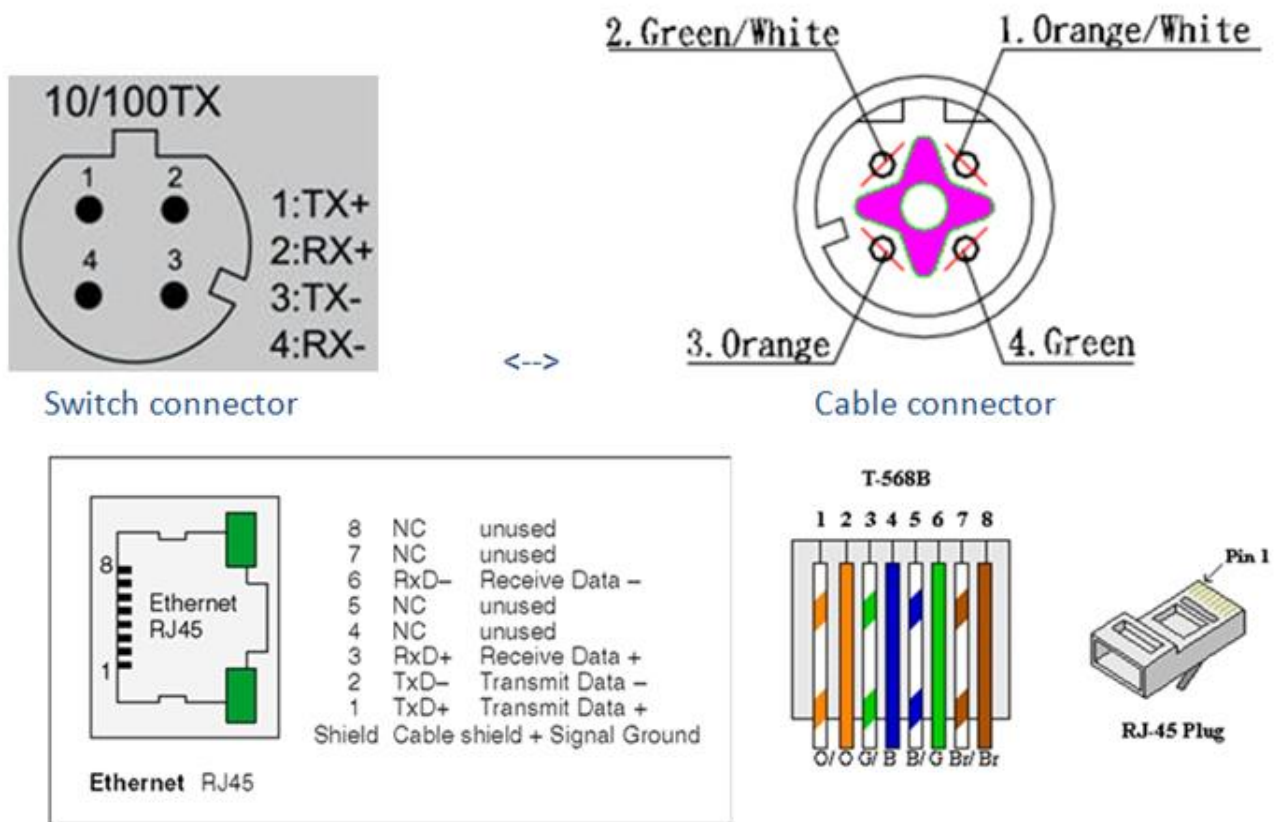 10/100TX
1 2
4 3
1:TX+
2:RX+
3:TX-
4:RX-
Switch connector
<-->
2.Green/White 1.Orange/White
3.Orange 4.Green
Cable connector
8
1
Ethernet
RJ45
8 NC unused
7 NC unused
6 RxD– Receive Data –
5 NC unused
4 NC unused
3 RxD+ Receive Data +
2 TxD– Transmit Data –
1 TxD+ Transmit Data +
Shield Cable shield + Signal Ground
Ethernet RJ45
T-568B
1 2 3 4 5 6 7 8
O/ O G/ B B/ G Br/ Br
Pin 1
RJ-45 Plug